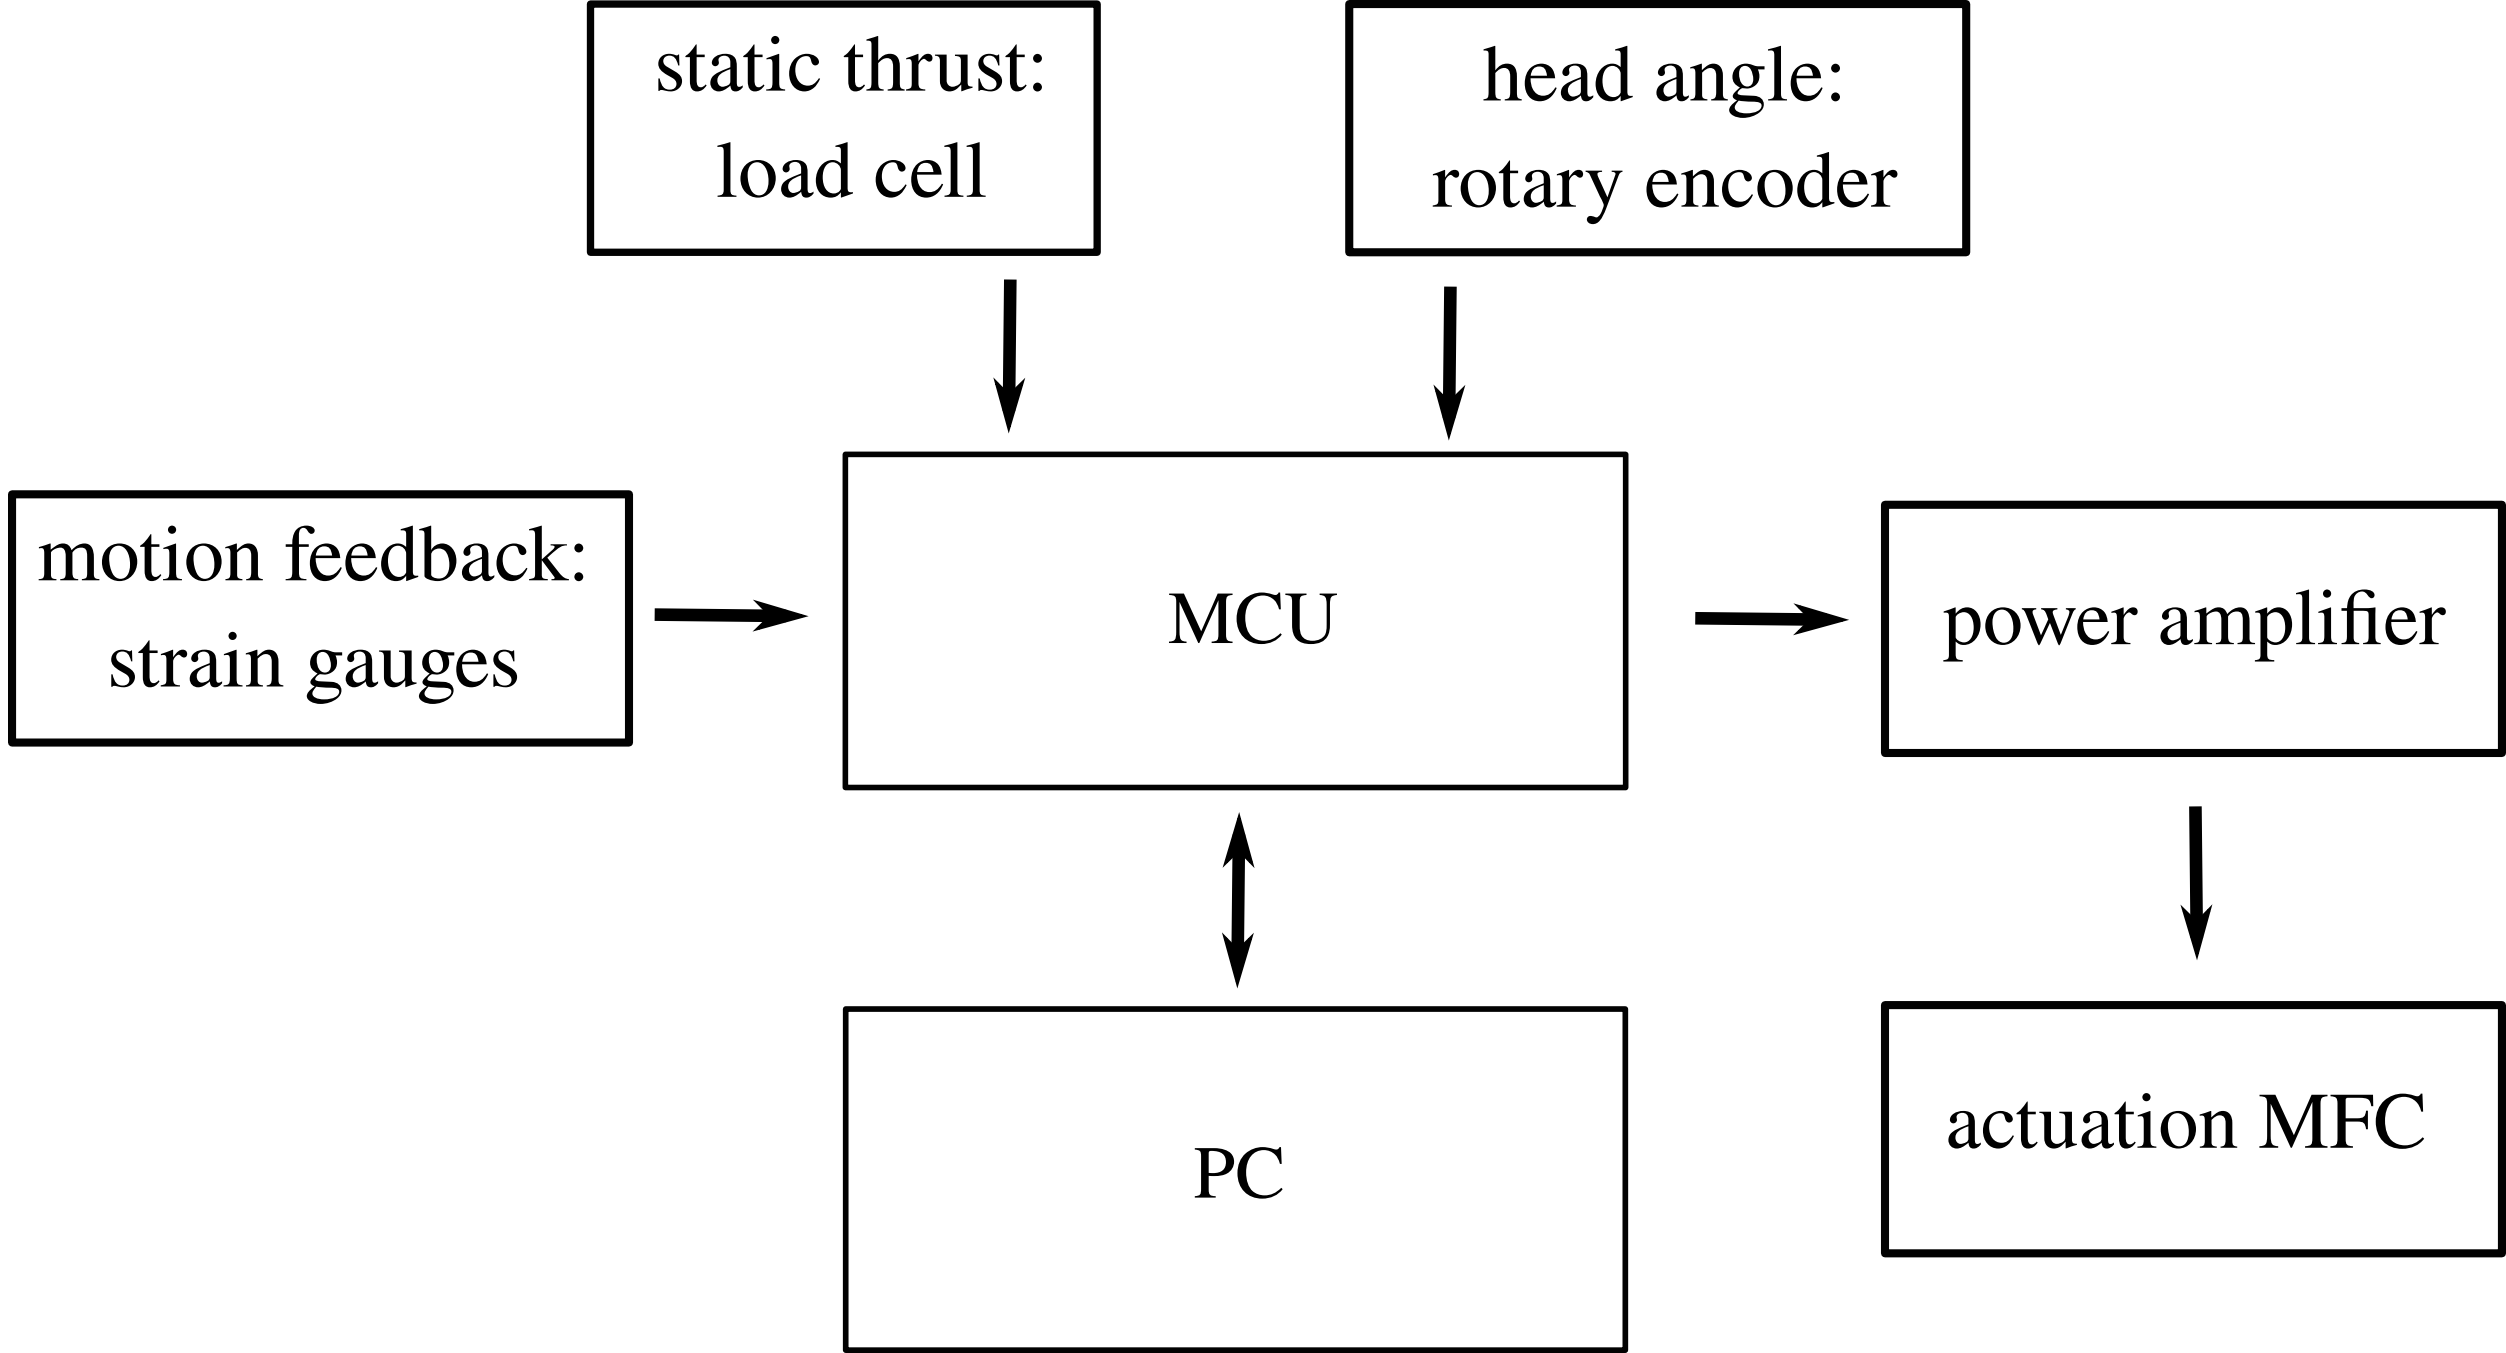 static thrust:
load cell
head angle:
rotary encoder
motion feedback:
strain gauges
MCU
power amplifier
PC
actuation MFC